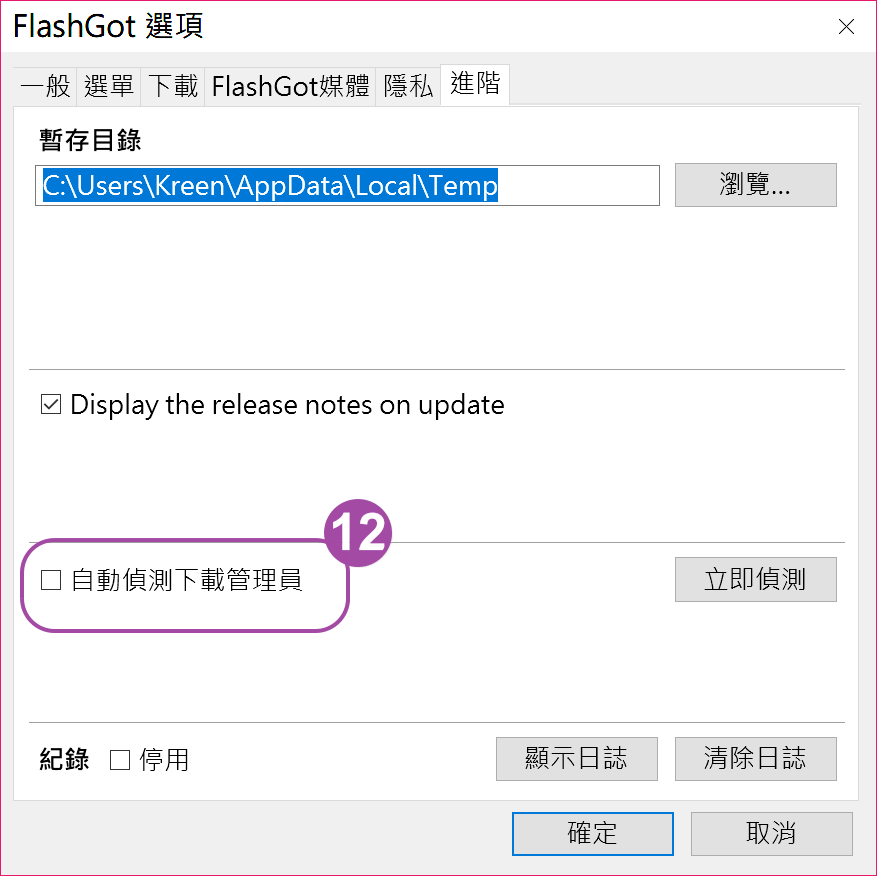 FlashGot 選項
一般 選單 下載 FlashGot媒體 隱私 進階
暫存目錄
C:\Users\Kreen\AppData\Local\Temp 瀏覽...
Display the release notes on update
12
自動偵測下載管理員 立即偵測
紀錄 停用 顯示日誌 清除日誌
確定 取消